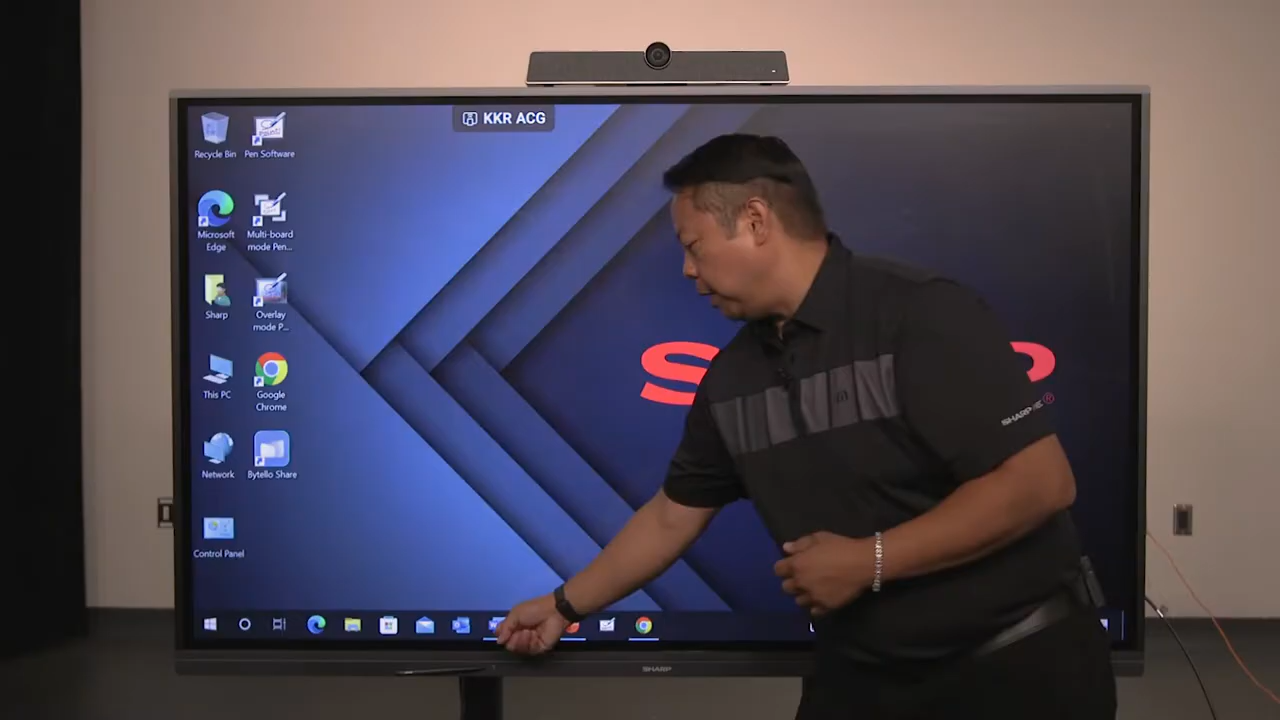 KKR ACG
Recycle Bin
Pen Software
Microsoft
Edge
Multi-board
mode Pen...
Sharp
Overlay
mode P...
This PC
Google
Chrome
Network
Bytello Share
Control Panel
S P
SHARP
SHARP